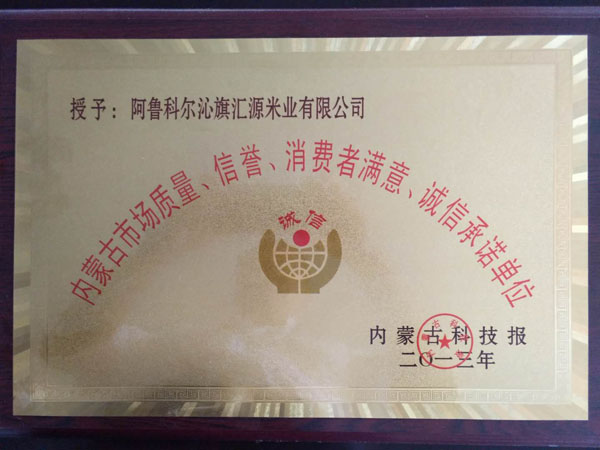 授予：阿鲁科尔沁旗汇源米业有限公司
内蒙古市场质量、信誉、消费者满意、诚信承诺单位
诚信
内蒙古科技报
二〇一三年